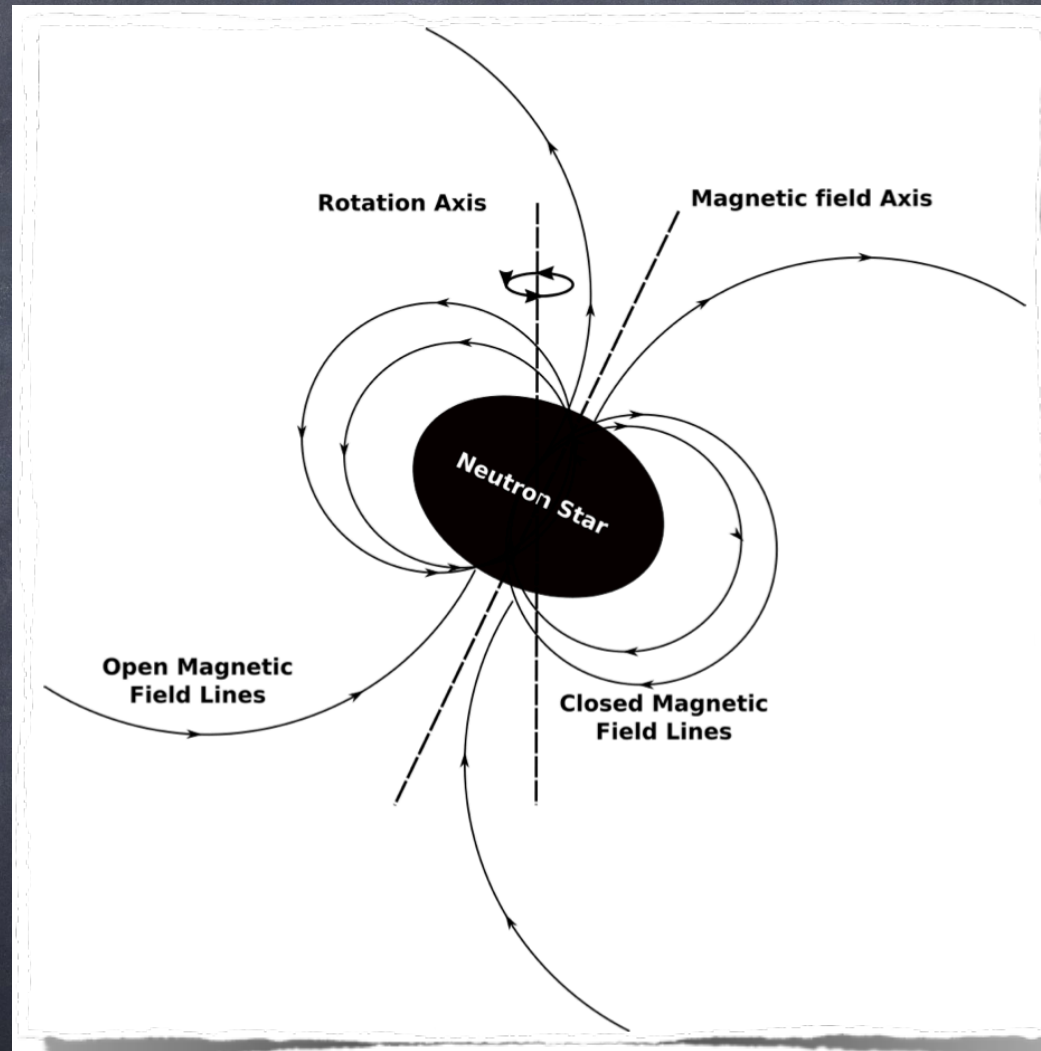 Rotation Axis
Magnetic field Axis
Neutron Star
Open Magnetic
Field Lines
Closed Magnetic
Field Lines